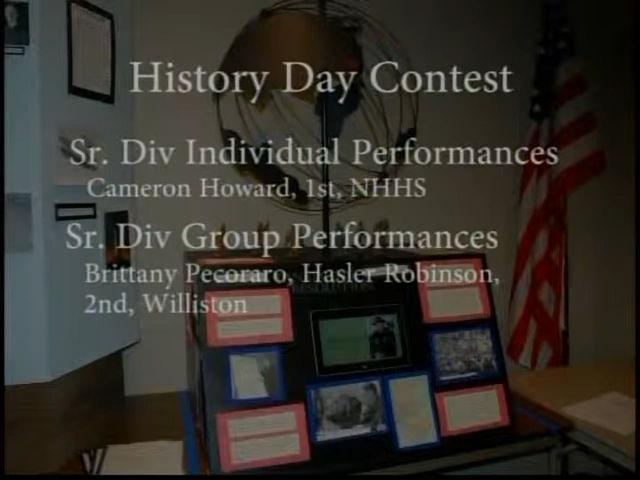 History Day Contest
Sr. Div Individual Performances
Cameron Howard, 1st, NHHS
Sr. Div Group Performances
Brittany Pecoraro, Hasler Robinson,
2nd, Williston